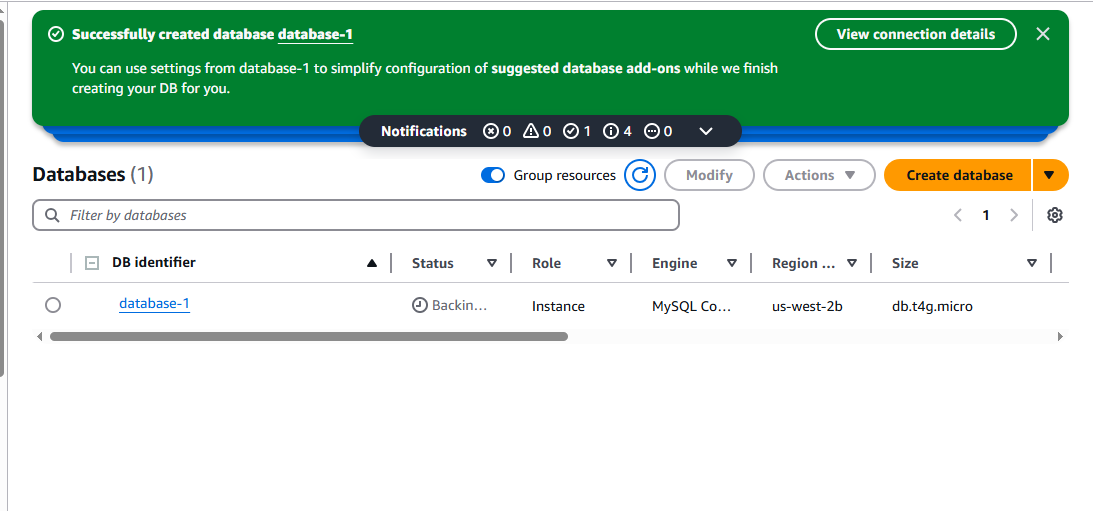 Successfully created database database-1
View connection details
You can use settings from database-1 to simplify configuration of suggested database add-ons while we finish
creating your DB for you.
Notifications 0 0 1 4 0
Databases (1)
Group resources
Modify
Actions
Create database
Filter by databases
1
DB identifier
Status
Role
Engine
Region ...
Size
database-1
Backin...
Instance
MySQL Co...
us-west-2b
db.t4g.micro